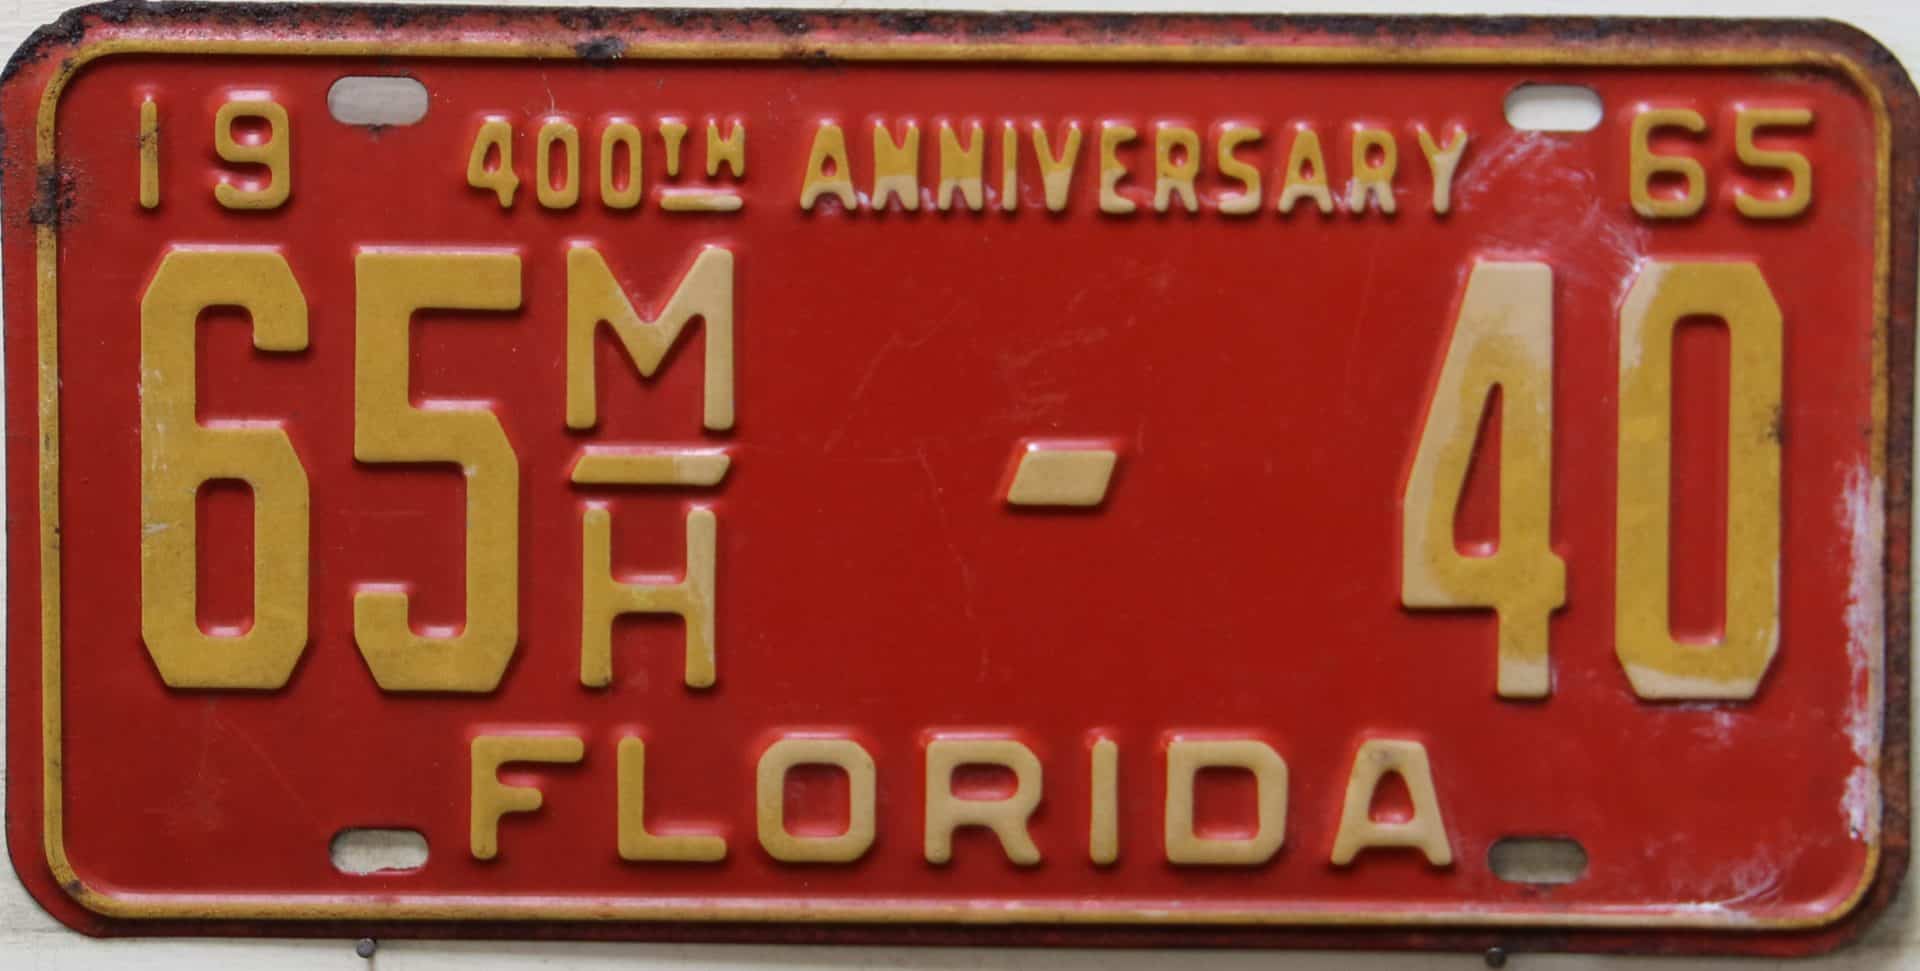 19 400TH ANNIVERSARY 65
65 M/H - 40
FLORIDA